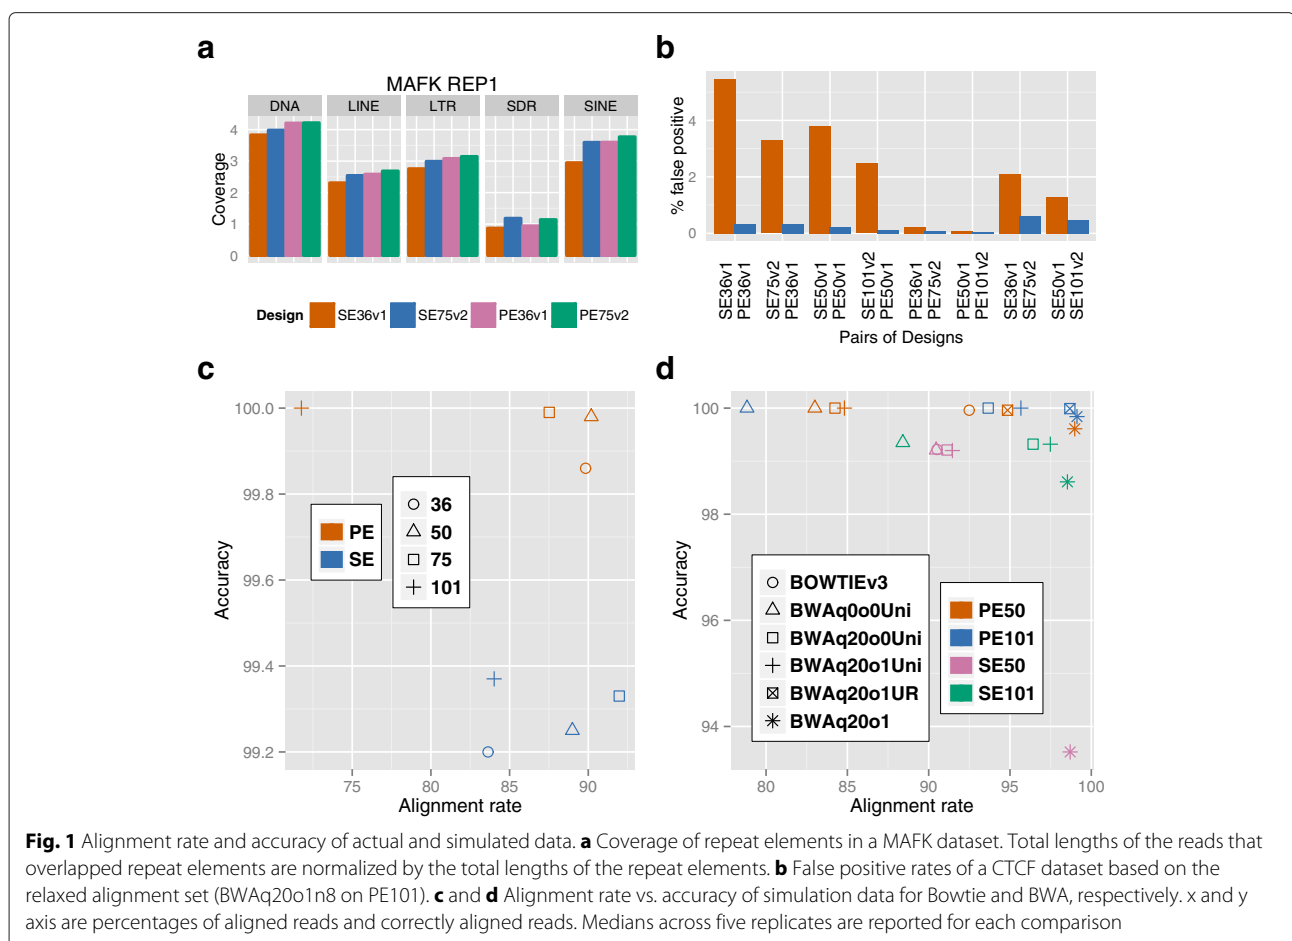 a
MAFK REP1
DNA LINE LTR SDR SINE
Coverage
4
3
2
1
0
Design SE36v1 SE75v2 PE36v1 PE75v2
b
% false positive
4
2
0
SE36v1 PE36v1 SE75v2 PE36v1 SE50v1 PE50v1 SE101v2 PE50v1 PE36v1 PE75v2 PE50v1 PE101v2 SE36v1 SE75v2 SE50v1 SE101v2
Pairs of Designs
c
Accuracy
100.0
99.8
99.6
99.4
99.2
PE
SE
36
50
75
101
75 80 85 90
Alignment rate
d
Accuracy
100
98
96
94
BOWTIEv3
BWAq0o0Uni
BWAq20o0Uni
BWAq20o1Uni
BWAq20o1UR
BWAq20o1
PE50
PE101
SE50
SE101
80 85 90 95 100
Alignment rate
Fig. 1 Alignment rate and accuracy of actual and simulated data. a Coverage of repeat elements in a MAFK dataset. Total lengths of the reads that
overlapped repeat elements are normalized by the total lengths of the repeat elements. b False positive rates of a CTCF dataset based on the
relaxed alignment set (BWAq20o1n8 on PE101). c and d Alignment rate vs. accuracy of simulation data for Bowtie and BWA, respectively. x and y
axis are percentages of aligned reads and correctly aligned reads. Medians across five replicates are reported for each comparison